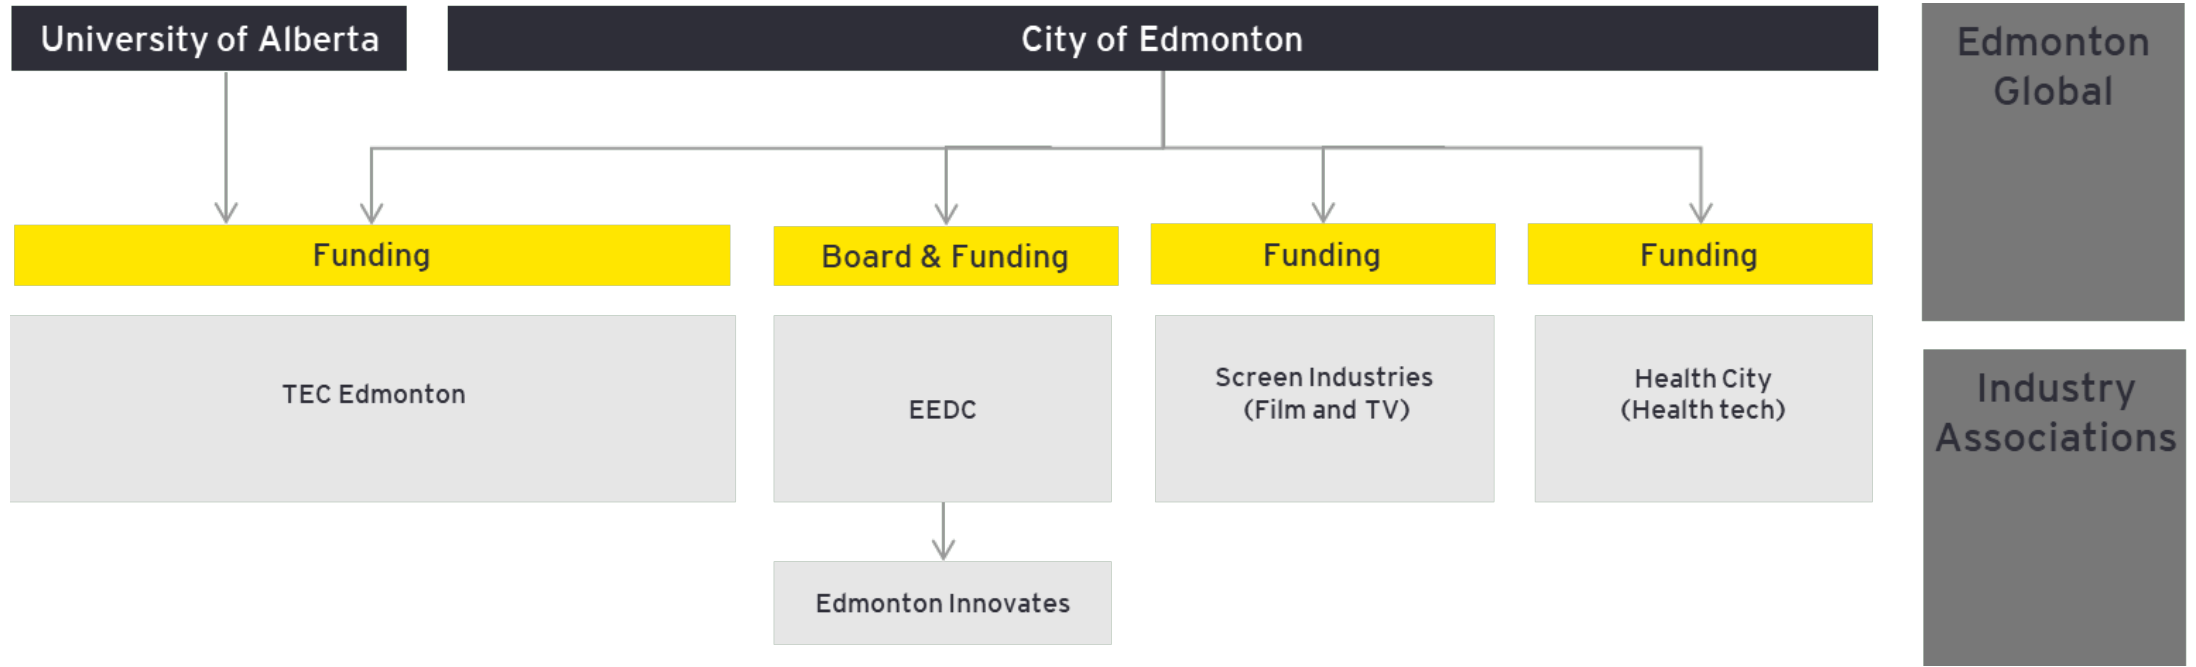 University of Alberta
City of Edmonton
Edmonton
Global
Funding
Board & Funding
Funding
Funding
TEC Edmonton
EEDC
Screen Industries
(Film and TV)
Health City
(Health tech)
Industry
Associations
Edmonton Innovates